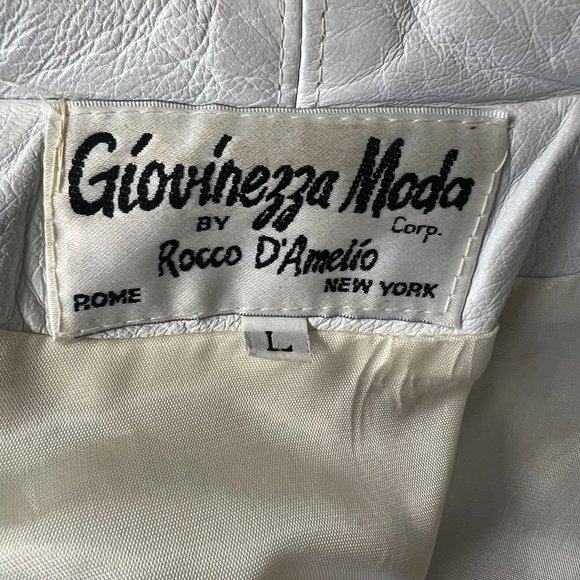 Giovinezza Moda
BY Corp.
Rocco D'Amelio
ROME NEW YORK
L